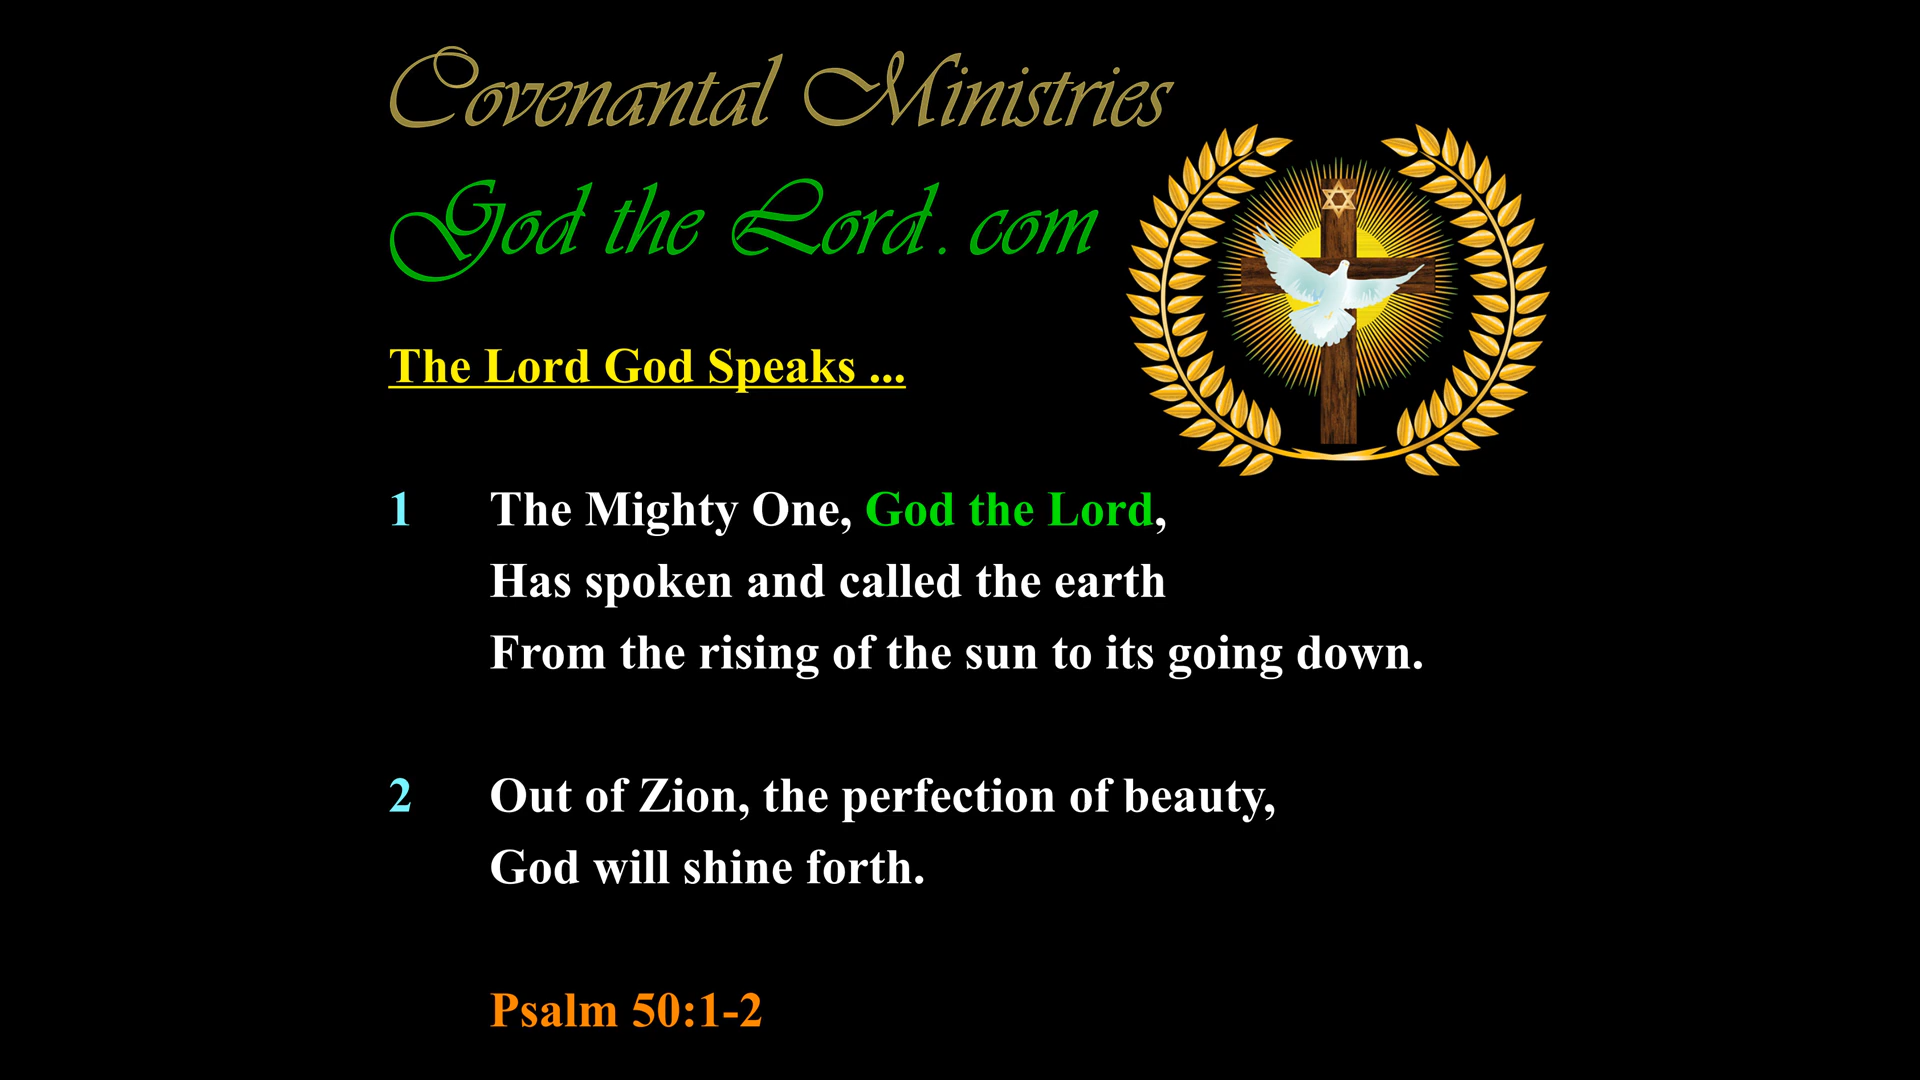 Covenantal Ministries
God the Lord.com
The Lord God Speaks ...
1 The Mighty One, God the Lord,
Has spoken and called the earth
From the rising of the sun to its going down.
2 Out of Zion, the perfection of beauty,
God will shine forth.
Psalm 50:1-2